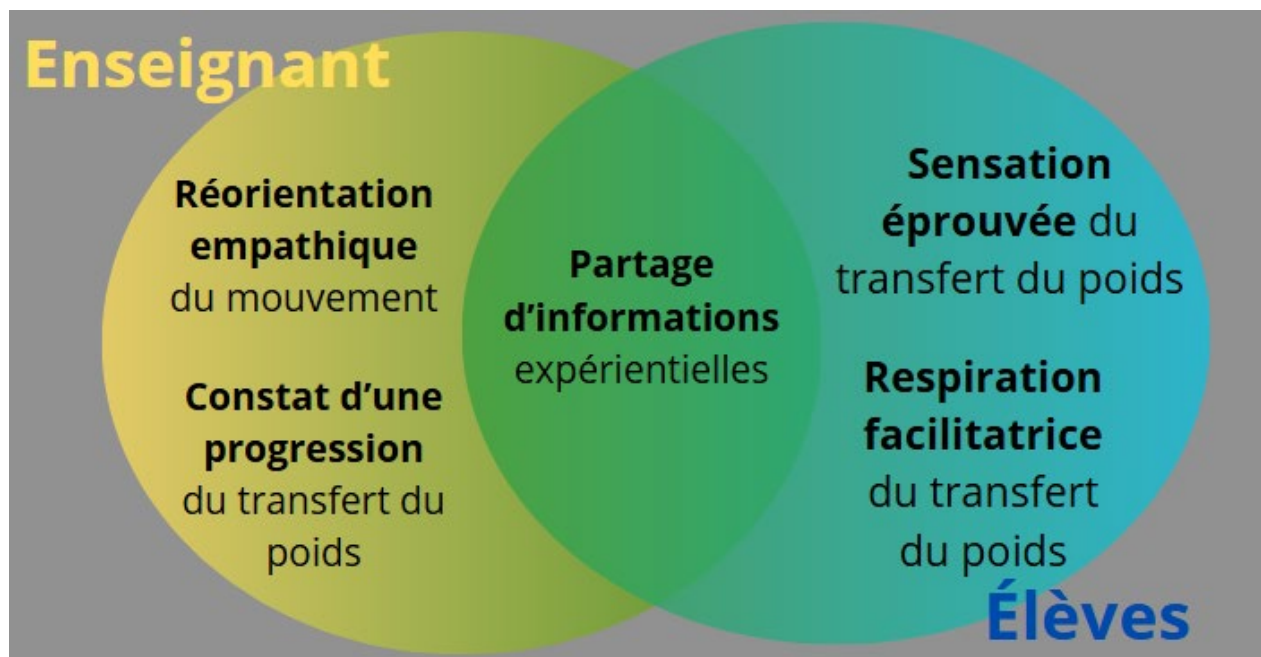 Enseignant
Réorientation
empathique
du mouvement
Constat d’une
progression
du transfert du
poids
Partage
d’informations
expérientielles
Sensation
éprouvée du
transfert du poids
Respiration
facilitatrice
du transfert
du poids
Élèves